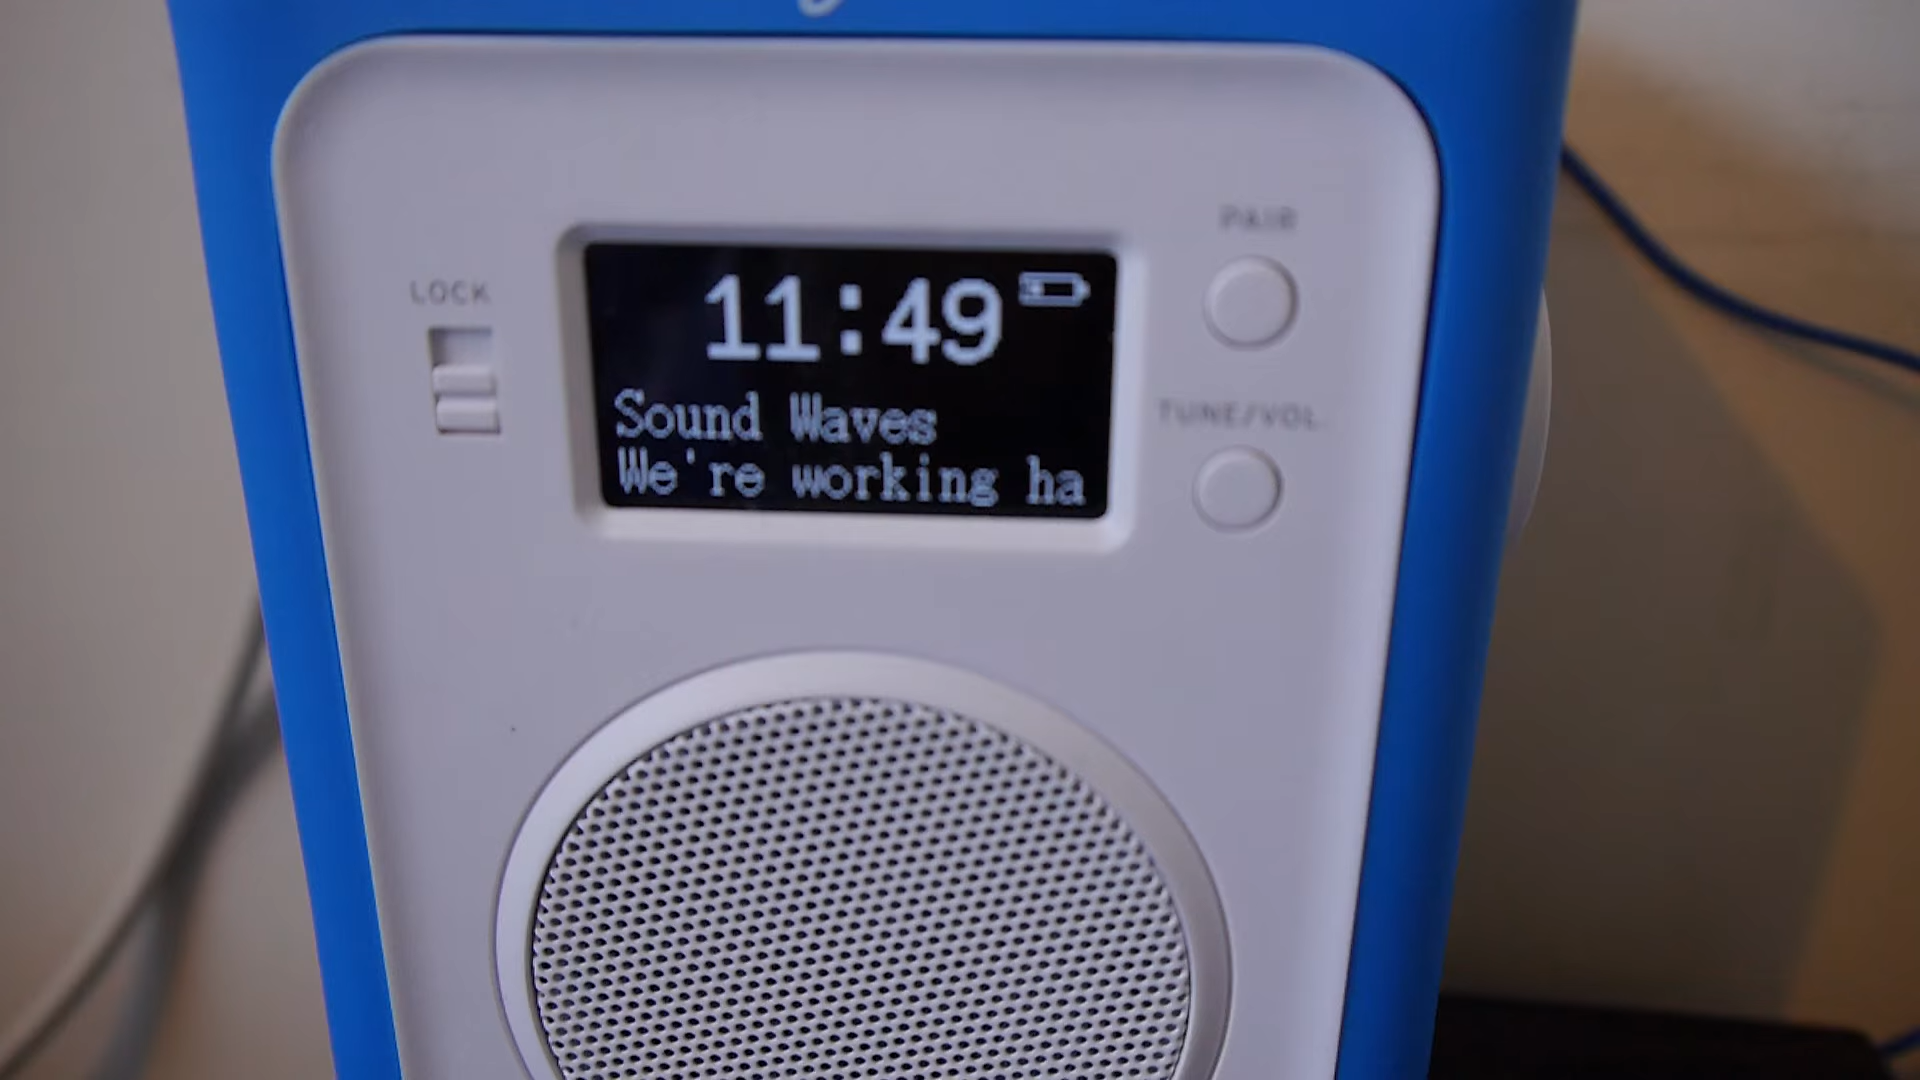 PAIR
LOCK
11:49
TUNE/VOL.
Sound Waves
We're working ha